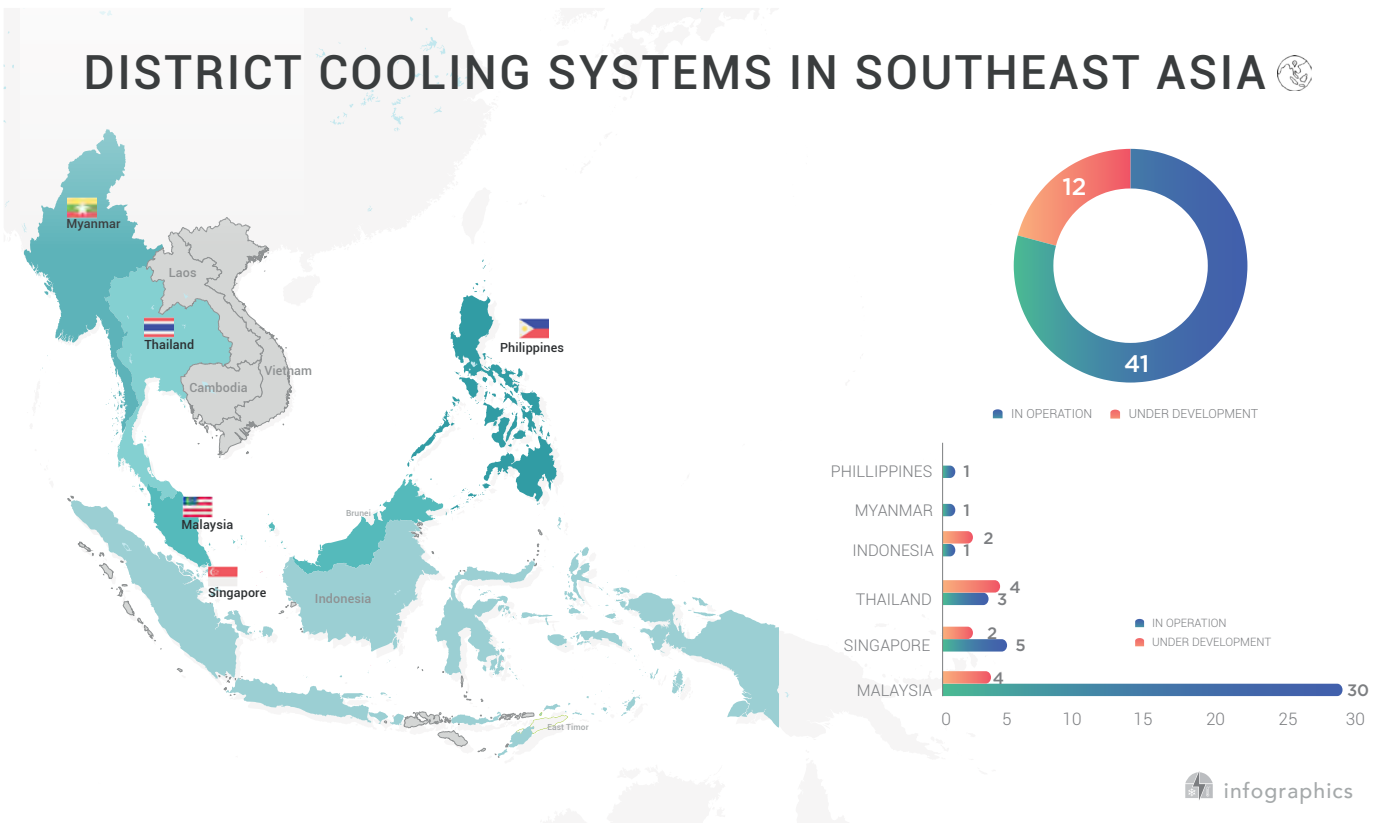 DISTRICT COOLING SYSTEMS IN SOUTHEAST ASIA
Myanmar
Laos
Thailand
Vietnam
Cambodia
Philippines
Malaysia
Brunei
Singapore
Indonesia
East Timor
12
41
IN OPERATION UNDER DEVELOPMENT
PHILLIPPINES 1
MYANMAR 1
2
INDONESIA 1
4
THAILAND 3
IN OPERATION
2
UNDER DEVELOPMENT
SINGAPORE 5
4
MALAYSIA 30
0 5 10 15 20 25 30
infographics